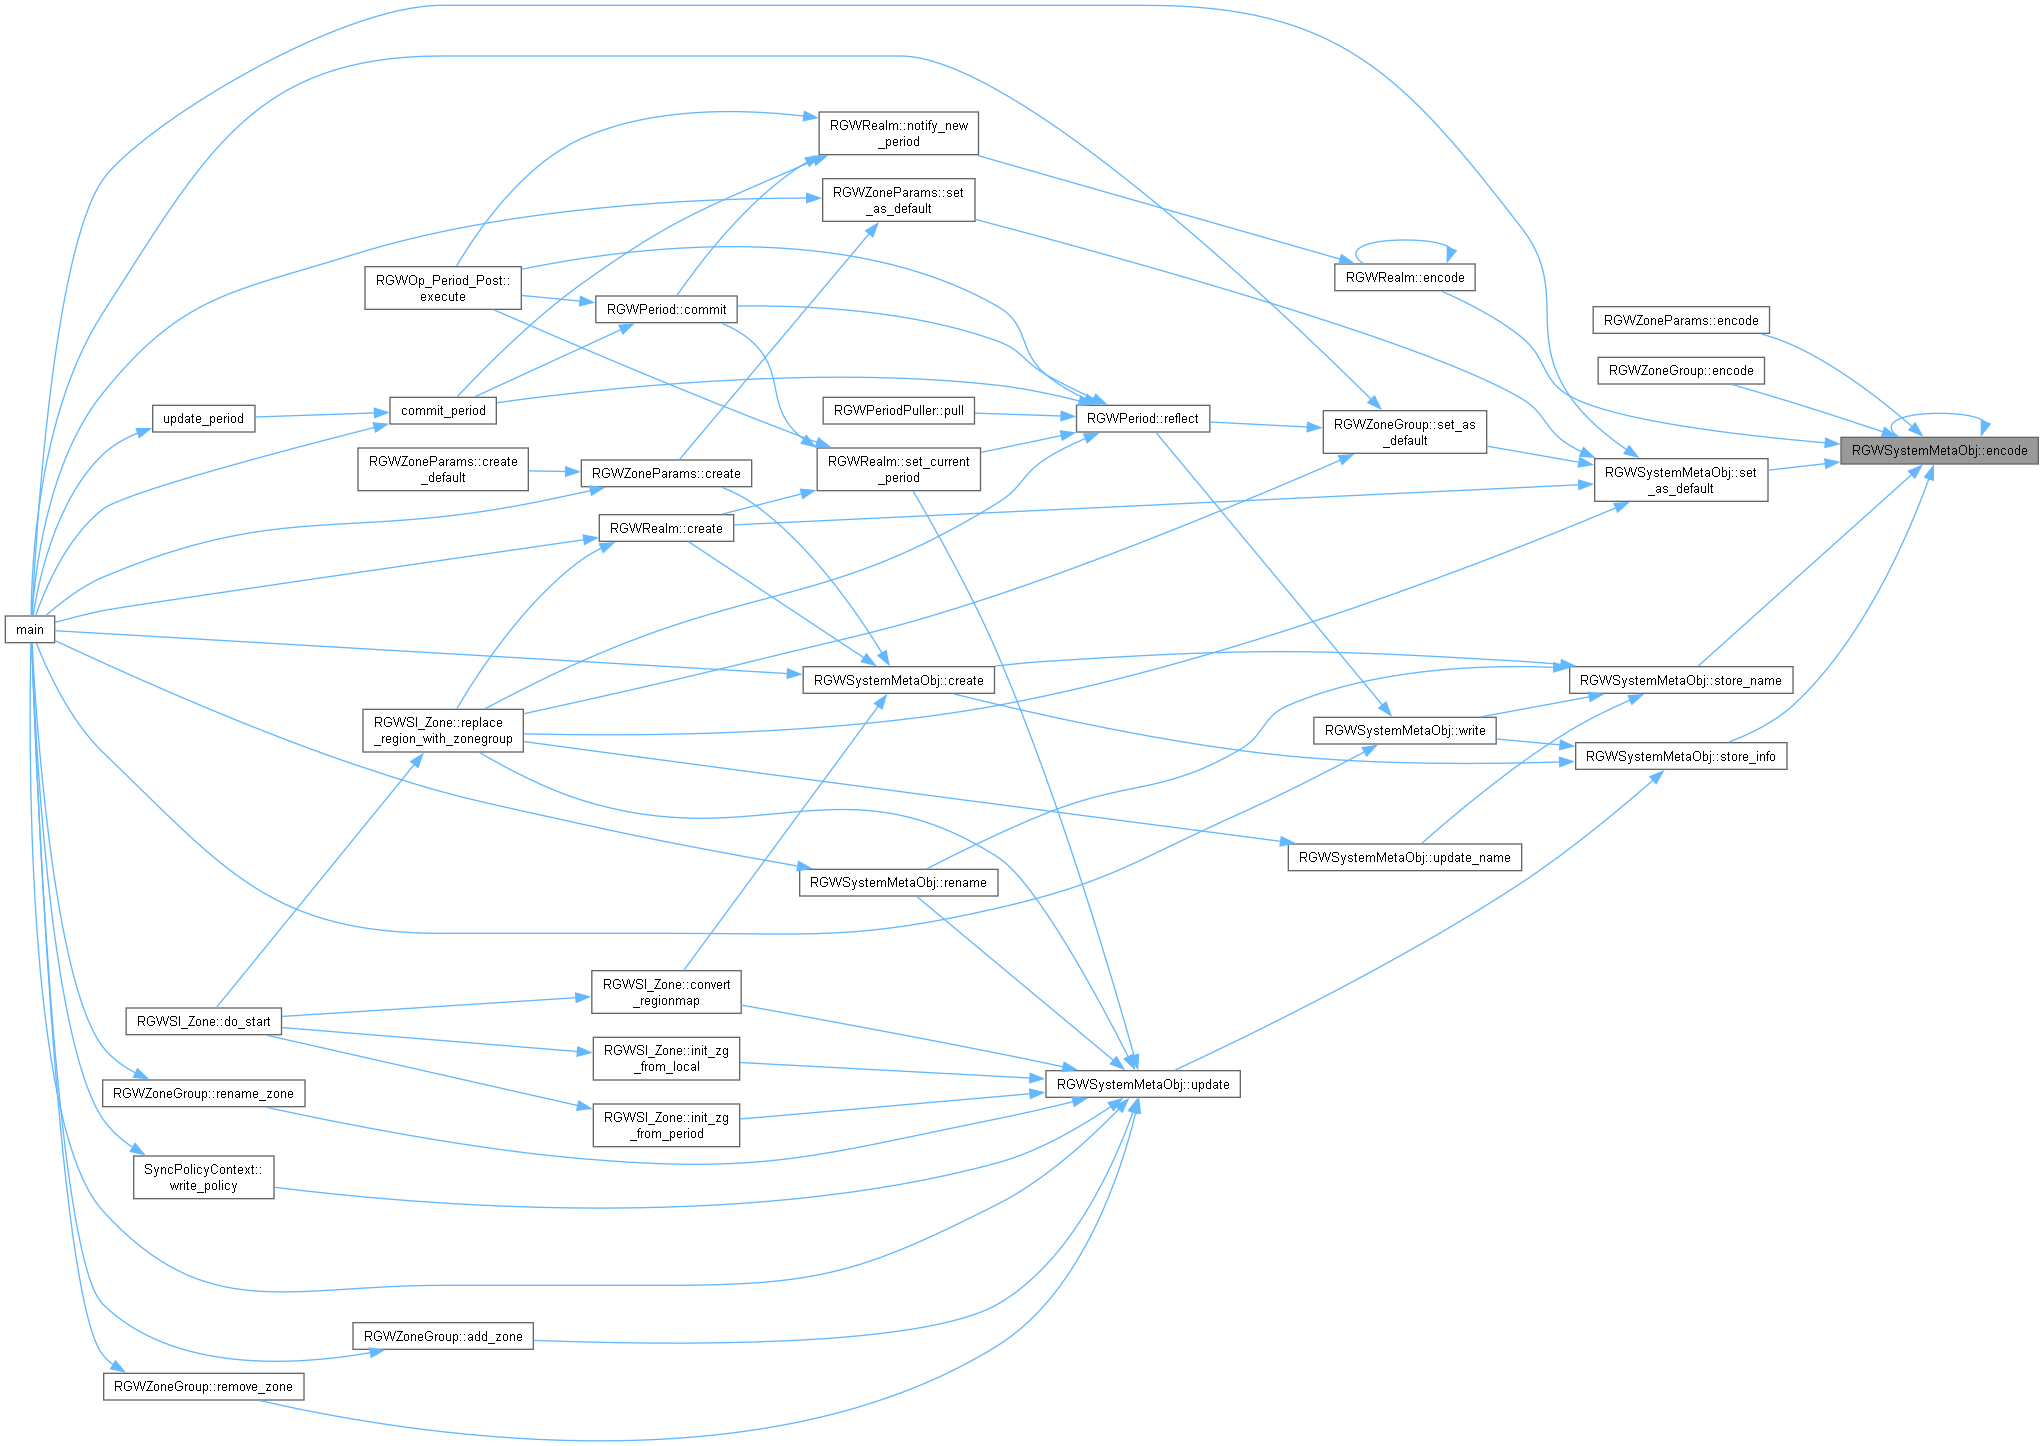 RGWRealm::notify_new
_period
RGWZoneParams::set
_as_default
RGWOp_Period_Post::
execute
RGWPeriod::commit
RGWRealm::encode
RGWZoneParams::encode
RGWZoneGroup::encode
update_period
commit_period
RGWPeriodPuller::pull
RGWPeriod::reflect
RGWZoneGroup::set_as
_default
RGWSystemMetaObj::encode
RGWZoneParams::create
_default
RGWZoneParams::create
RGWRealm::set_current
_period
RGWSystemMetaObj::set
_as_default
RGWRealm::create
main
RGWSystemMetaObj::create
RGWSystemMetaObj::store_name
RGWSI_Zone::replace
_region_with_zonegroup
RGWSystemMetaObj::write
RGWSystemMetaObj::store_info
RGWSystemMetaObj::update_name
RGWSystemMetaObj::rename
RGWSI_Zone::convert
_regionmap
RGWSI_Zone::do_start
RGWSI_Zone::init_zg
_from_local
RGWSystemMetaObj::update
RGWZoneGroup::rename_zone
RGWSI_Zone::init_zg
_from_period
SyncPolicyContext::
write_policy
RGWZoneGroup::add_zone
RGWZoneGroup::remove_zone